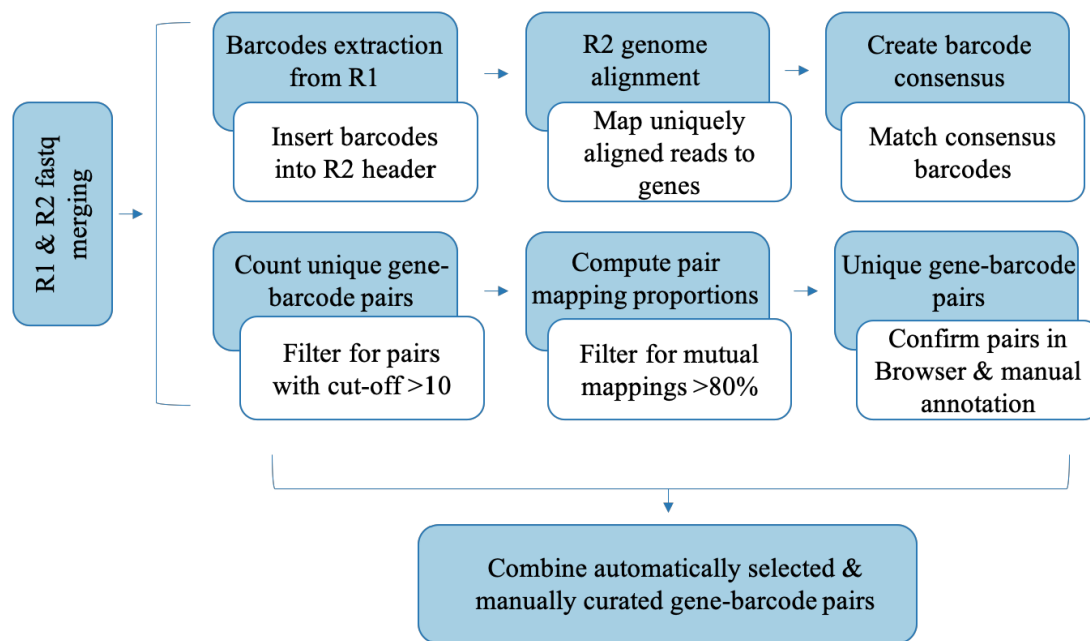 R1 & R2 fastq
merging
Barcodes extraction
from R1
Insert barcodes
into R2 header
R2 genome
alignment
Map uniquely
aligned reads to
genes
Create barcode
consensus
Match consensus
barcodes
Count unique gene-
barcode pairs
Filter for pairs
with cut-off >10
Compute pair
mapping proportions
Filter for mutual
mappings >80%
Unique gene-barcode
pairs
Confirm pairs in
Browser & manual
annotation
Combine automatically selected &
manually curated gene-barcode pairs